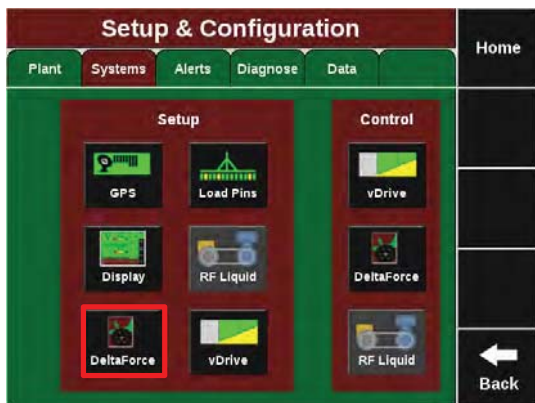 Setup & Configuration
Home
Plant Systems Alerts Diagnose Data
Setup
Control
GPS Load Pins vDrive
Display RF Liquid DeltaForce
DeltaForce vDrive RF Liquid
Back